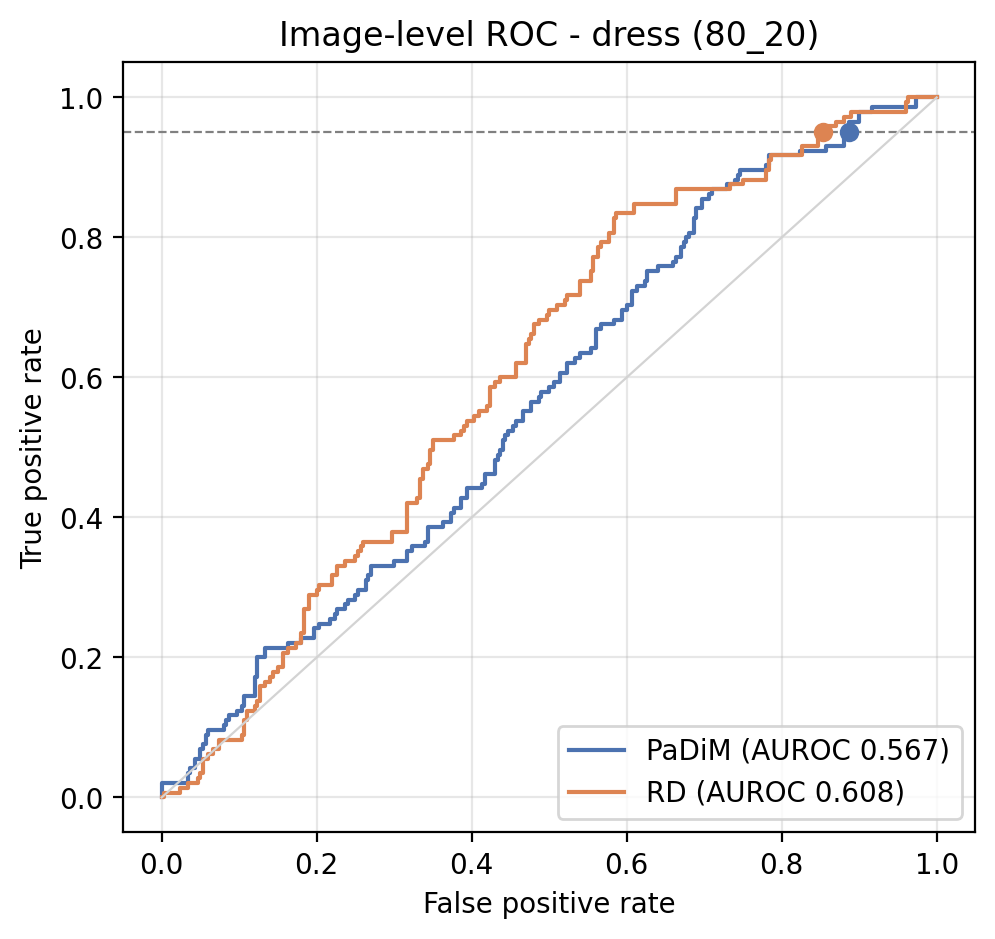 Image-level ROC - dress (80_20)
True positive rate
1.0
0.8
0.6
0.4
0.2
0.0
PaDiM (AUROC 0.567)
RD (AUROC 0.608)
0.0 0.2 0.4 0.6 0.8 1.0
False positive rate